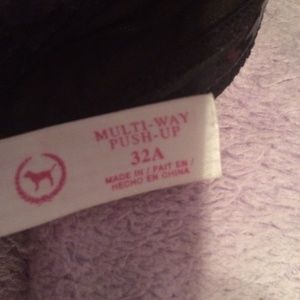 MULTI-WAY
PUSH-UP
32A
MADE IN / FAIT EN /
HECHO EN CHINA